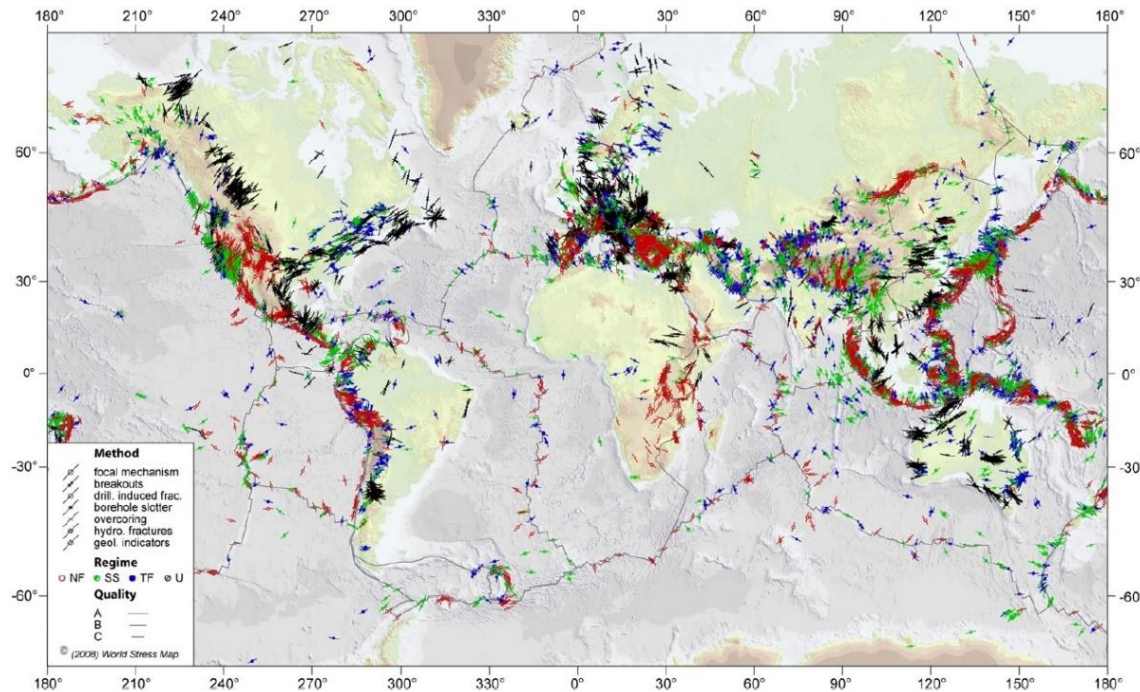 180° 210° 240° 270° 300° 330° 0° 30° 60° 90° 120° 150° 180°
60° 60°
30° 30°
0° 0°
-30° -30°
-60° -60°
Method
focal mechanism
breakouts
drill. induced frac.
borehole slotter
overcoring
hydro. fractures
geol. indicators
Regime
NF SS TF U
Quality
A
B
C
© (2008) World Stress Map
180° 210° 240° 270° 300° 330° 0° 30° 60° 90° 120° 150° 180°